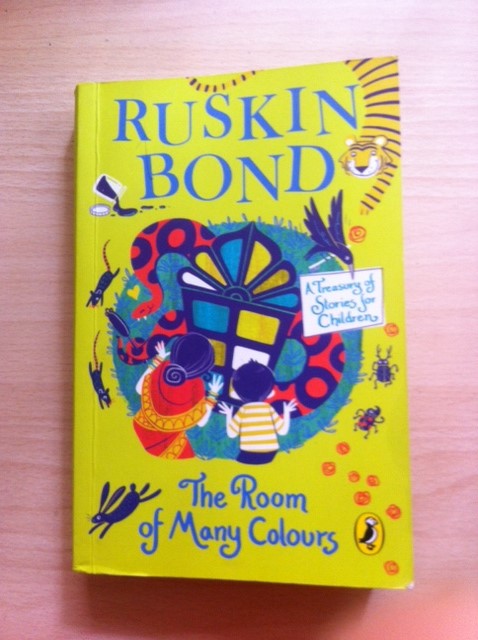 RUSKIN
BOND
A Treasury of
Stories for
Children
The Room
of Many Colours